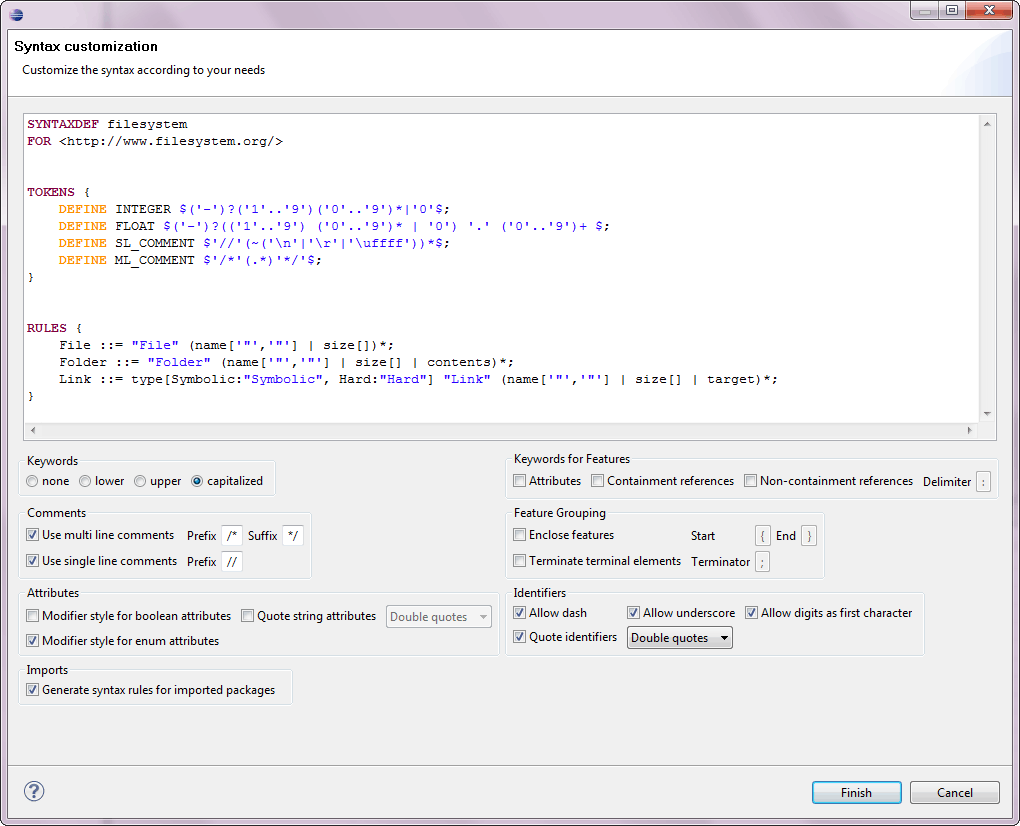 Syntax customization
Customize the syntax according to your needs
SYNTAXDEF filesystem
FOR <http://www.filesystem.org/>
TOKENS {
DEFINE INTEGER $('-')?('1'..'9')('0'..'9')*|'0'$;
DEFINE FLOAT $('-')?(('1'..'9') ('0'..'9')* | '0') '.' ('0'..'9')+ $;
DEFINE SL_COMMENT $'//'(~('\n'|'\r'|'\uffff'))*$;
DEFINE ML_COMMENT $'/*'(.*)'*/'$;
}
RULES {
File ::= "File" (name['"','"'] | size[])*;
Folder ::= "Folder" (name['"','"'] | size[] | contents)*;
Link ::= type[Symbolic:"Symbolic", Hard:"Hard"] "Link" (name['"','"'] | size[] | target)*;
}
Keywords
none lower upper capitalized
Keywords for Features
Attributes Containment references Non-containment references Delimiter :
Comments
Use multi line comments Prefix /* Suffix */
Use single line comments Prefix //
Feature Grouping
Enclose features Start { End }
Terminate terminal elements Terminator ;
Attributes
Modifier style for boolean attributes Quote string attributes Double quotes
Modifier style for enum attributes
Identifiers
Allow dash Allow underscore Allow digits as first character
Quote identifiers Double quotes
Imports
Generate syntax rules for imported packages
? Finish Cancel